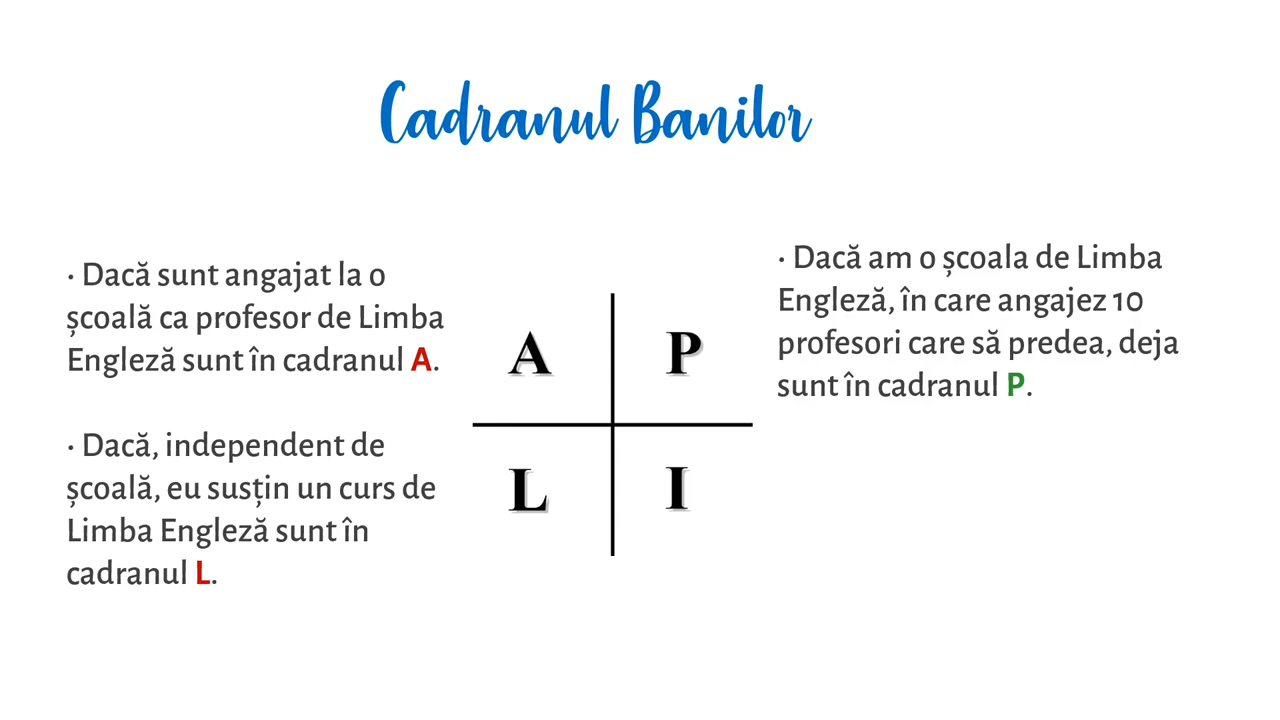 Cadranul Banilor
• Dacă sunt angajat la o
școală ca profesor de Limba
Engleză sunt în cadranul A.
• Dacă, independent de
școală, eu susțin un curs de
Limba Engleză sunt în
cadranul L.
A P
L I
• Dacă am o școala de Limba
Engleză, în care angajez 10
profesori care să predea, deja
sunt în cadranul P.